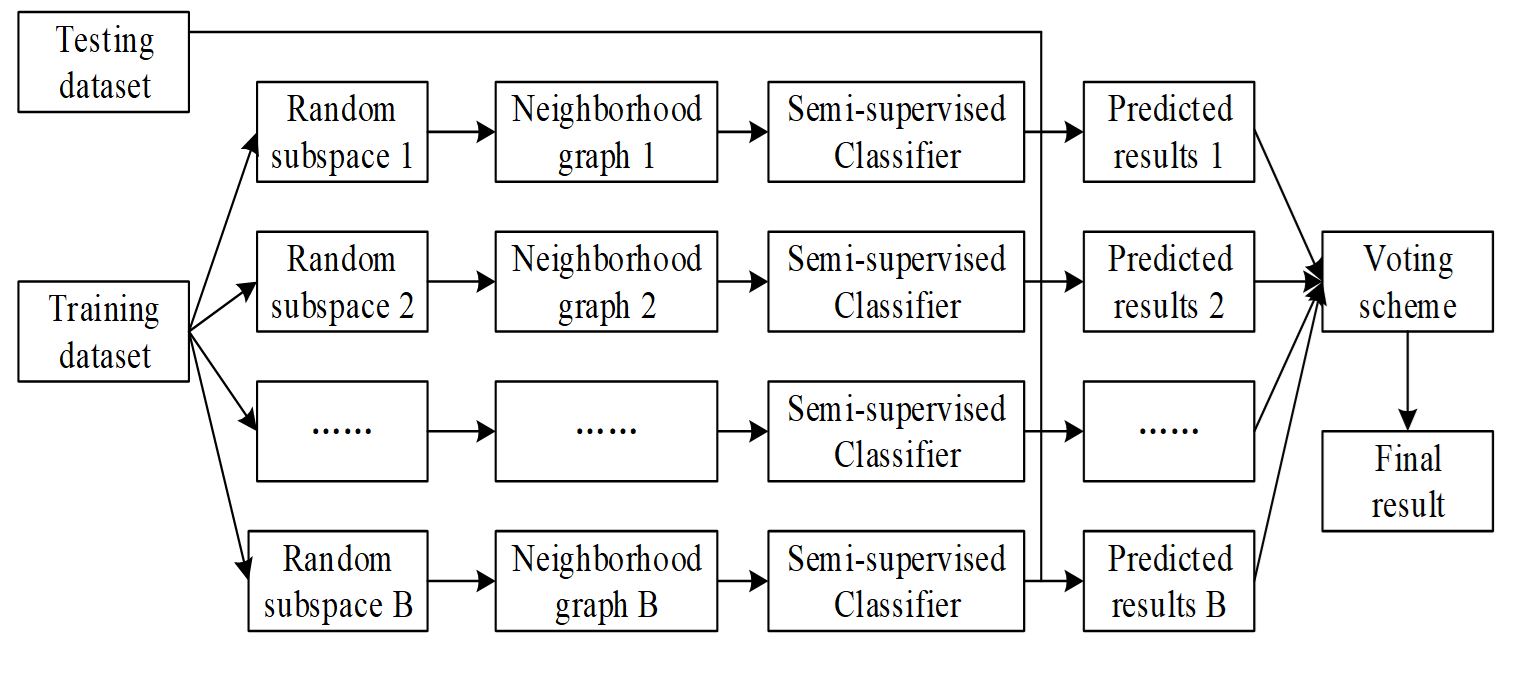 Testing
dataset
Random
subspace 1
Neighborhood
graph 1
Semi-supervised
Classifier
Predicted
results 1
Training
dataset
Random
subspace 2
Neighborhood
graph 2
Semi-supervised
Classifier
Predicted
results 2
Voting
scheme
......
......
Semi-supervised
Classifier
......
Final
result
Random
subspace B
Neighborhood
graph B
Semi-supervised
Classifier
Predicted
results B